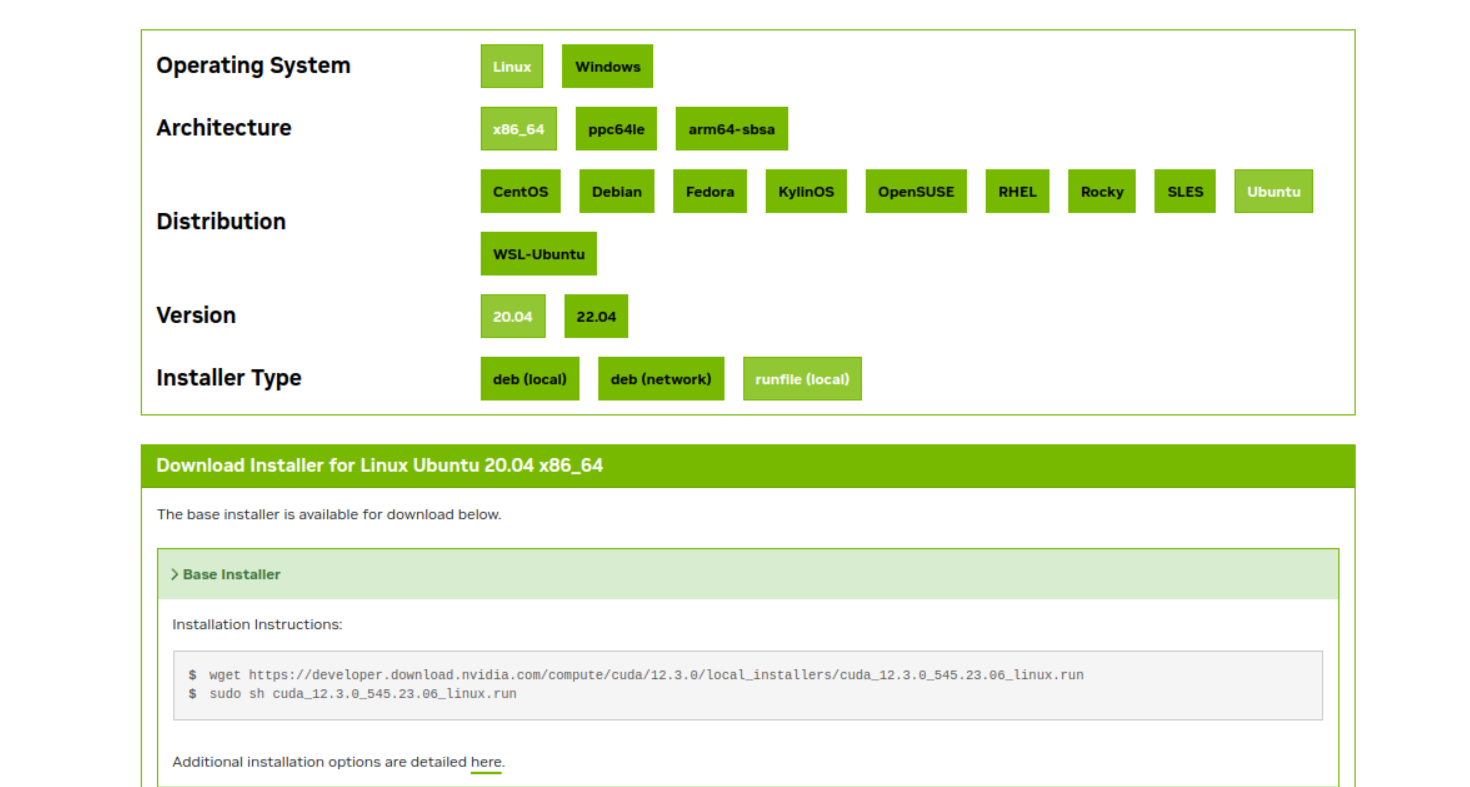 Operating System Linux Windows
Architecture x86_64 ppc64le arm64-sbsa
Distribution CentOS Debian Fedora KylinOS OpenSUSE RHEL Rocky SLES Ubuntu
WSL-Ubuntu
Version 20.04 22.04
Installer Type deb (local) deb (network) runfile (local)
Download Installer for Linux Ubuntu 20.04 x86_64
The base installer is available for download below.
> Base Installer
Installation Instructions:
$ wget https://developer.download.nvidia.com/compute/cuda/12.3.0/local_installers/cuda_12.3.0_545.23.06_linux.run
$ sudo sh cuda_12.3.0_545.23.06_linux.run
Additional installation options are detailed here.